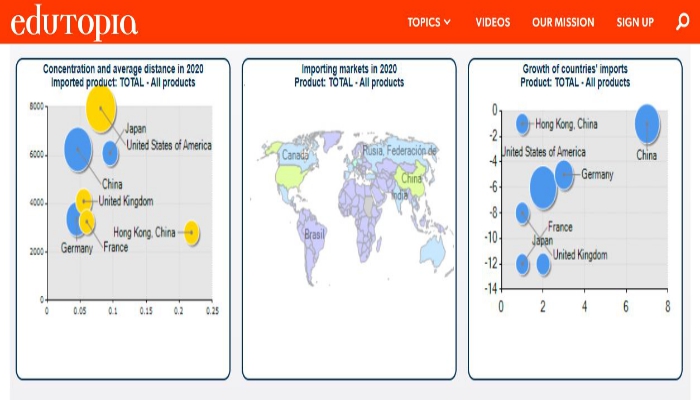 edutopia
TOPICS
VIDEOS
OUR MISSION
SIGN UP
Concentration and average distance in 2020
Imported product: TOTAL - All products
8000
6000
4000
2000
0
0
0.05
0.1
0.15
0.2
0.25
Japan
United States of America
China
United Kingdom
Hong Kong, China
Germany
France
Importing markets in 2020
Product: TOTAL - All products
Canadá
Rusia, Federación de
China
India
Brasil
Growth of countries' imports
Product: TOTAL - All products
0
-2
-4
-6
-8
-10
-12
-14
0
2
4
6
8
Hong Kong, China
China
United States of America
Germany
France
Japan
United Kingdom